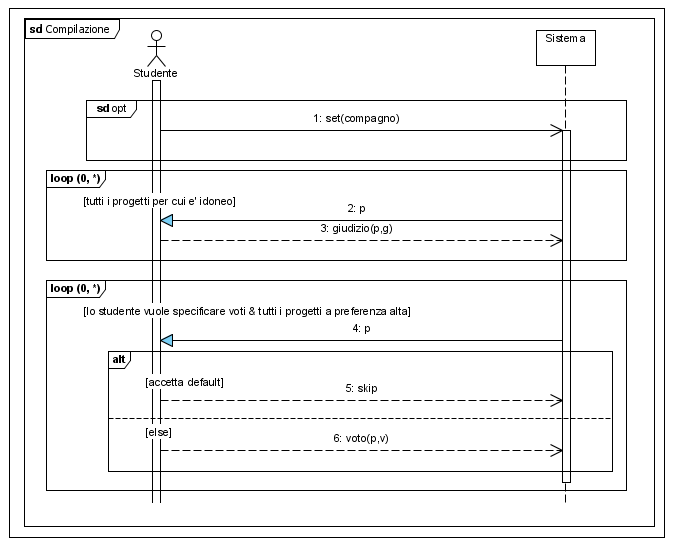 sd Compilazione
Studente
Sistema
sd opt
1: set(compagno)
loop (0, *)
[tutti i progetti per cui e' idoneo]
2: p
3: giudizio(p,g)
loop (0, *)
[lo studente vuole specificare voti & tutti i progetti a preferenza alta]
4: p
alt
[accetta default]
5: skip
[else]
6: voto(p,v)